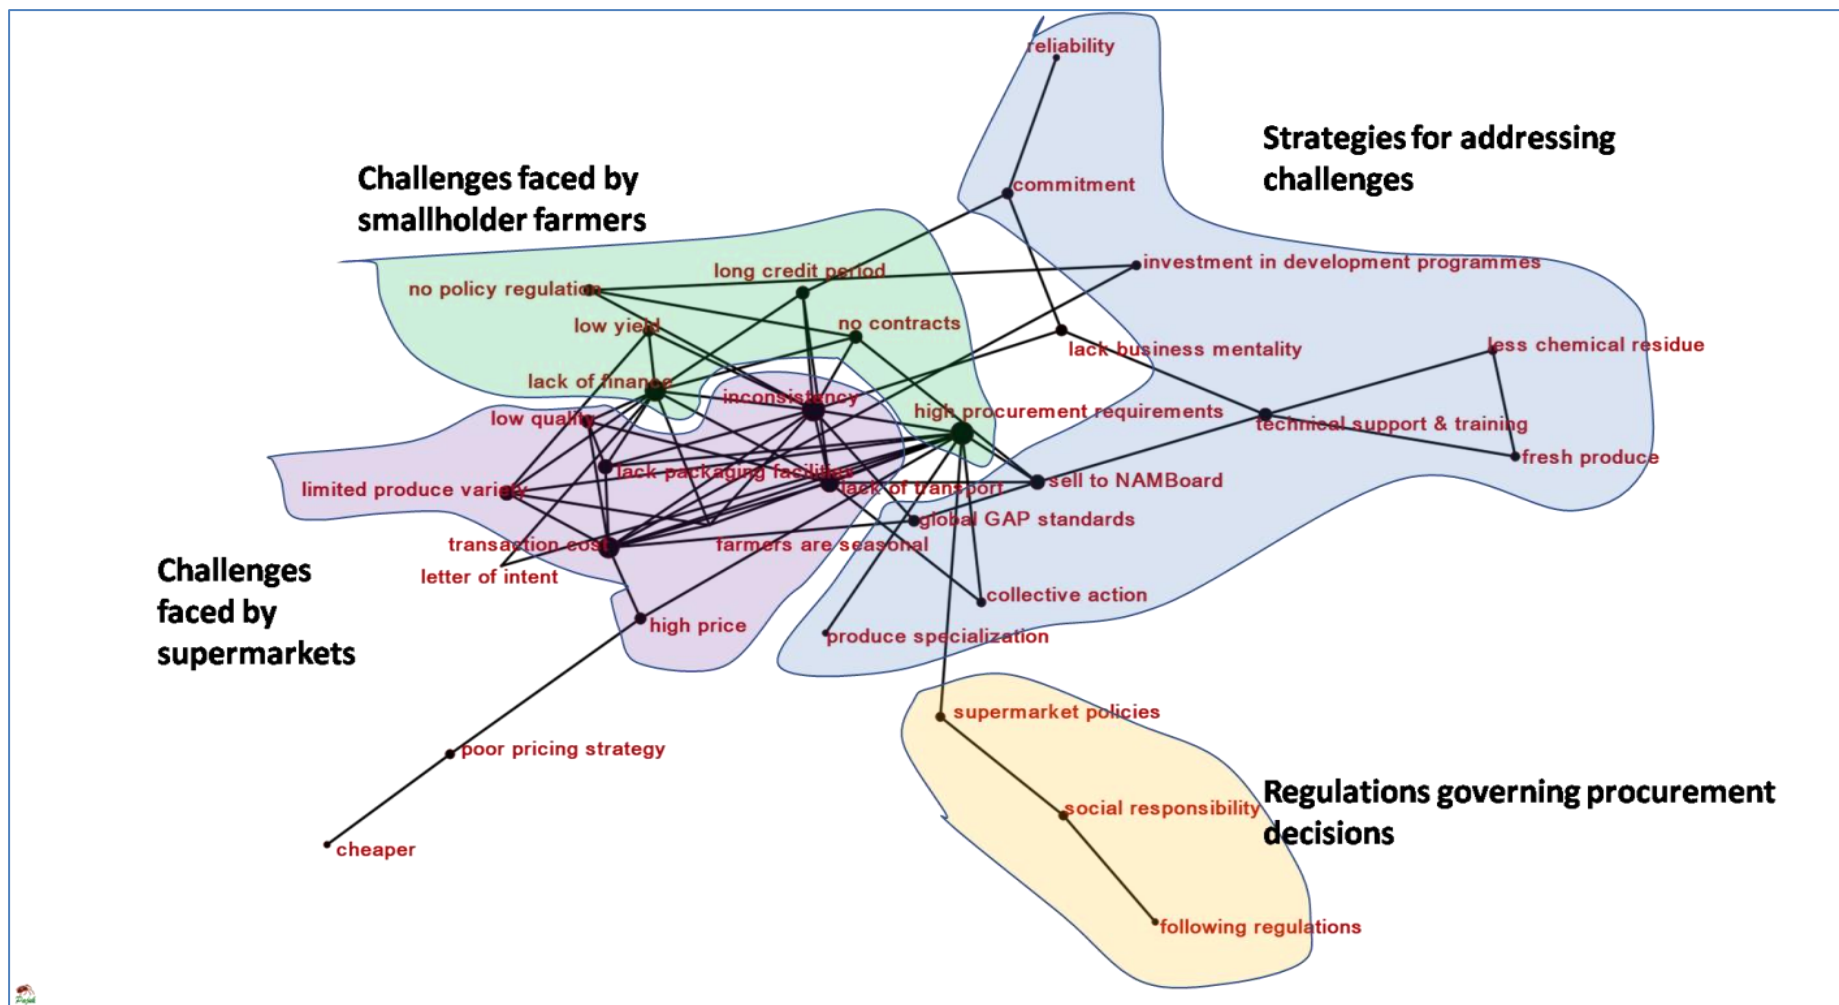 reliability
Strategies for addressing
challenges
Challenges faced by
smallholder farmers
commitment
investment in development programmes
long credit period
no policy regulation
low yield
no contracts
lack business mentality
less chemical residue
lack of finance
inconsistency
low quality
high procurement requirements
technical support & training
fresh produce
lack packaging facilities
limited produce variety
lack of transport
sell to NAMBoard
global GAP standards
transaction cost
farmers are seasonal
letter of intent
Challenges
faced by
supermarkets
collective action
high price
produce specialization
supermarket policies
poor pricing strategy
Regulations governing procurement
decisions
social responsibility
cheaper
following regulations
Pajek